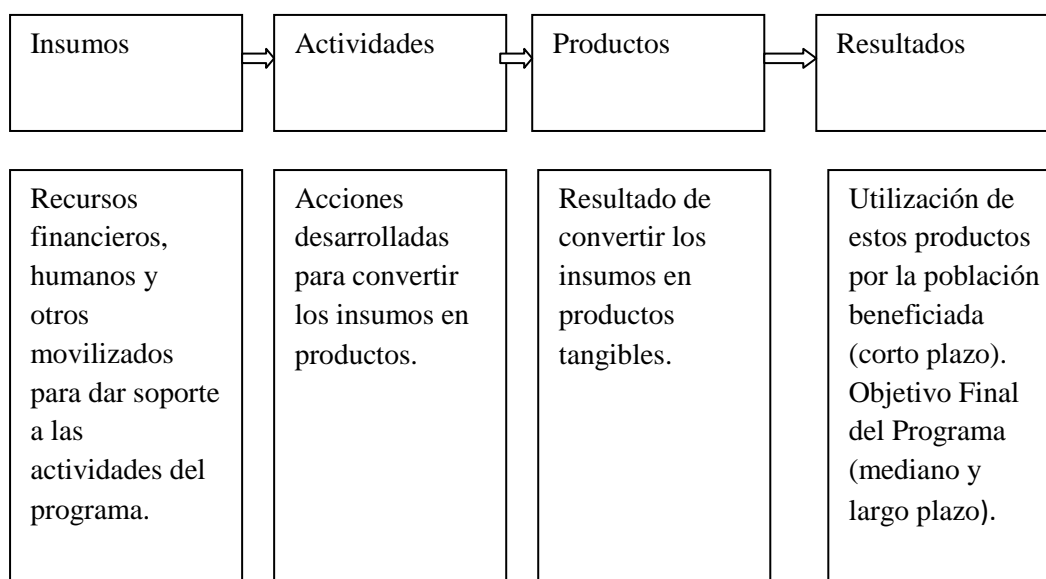 Insumos
Actividades
Productos
Resultados
Recursos
financieros,
humanos y
otros
movilizados
para dar soporte
a las
actividades del
programa.
Acciones
desarrolladas
para convertir
los insumos en
productos.
Resultado de
convertir los
insumos en
productos
tangibles.
Utilización de
estos productos
por la población
beneficiada
(corto plazo).
Objetivo Final
del Programa
(mediano y
largo plazo).